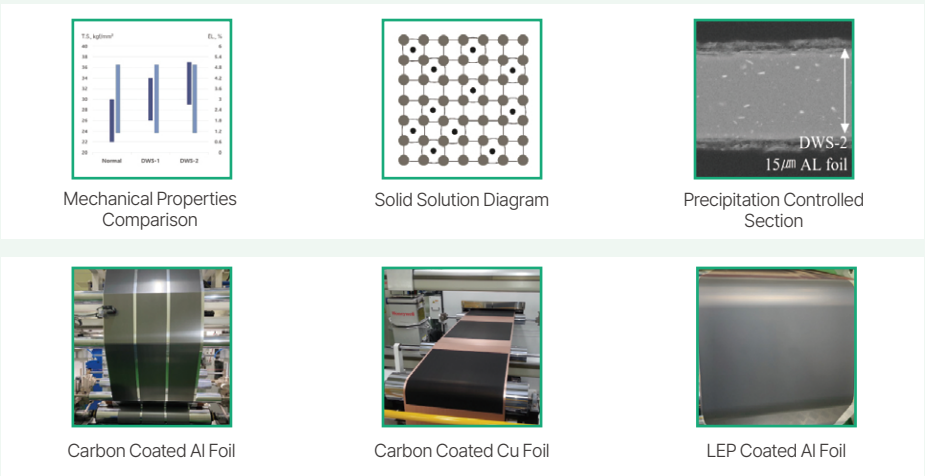 T.S, kgf/mm²
EL, %
40
38
36
34
32
30
28
26
24
22
20
6
5.4
4.8
4.2
3.6
3
2.4
1.8
1.2
0.6
0
Normal DWS-1 DWS-2
DWS-2
15㎛ AL foil
Mechanical Properties
Comparison
Solid Solution Diagram
Precipitation Controlled
Section
Honeywell
Carbon Coated Al Foil
Carbon Coated Cu Foil
LEP Coated Al Foil